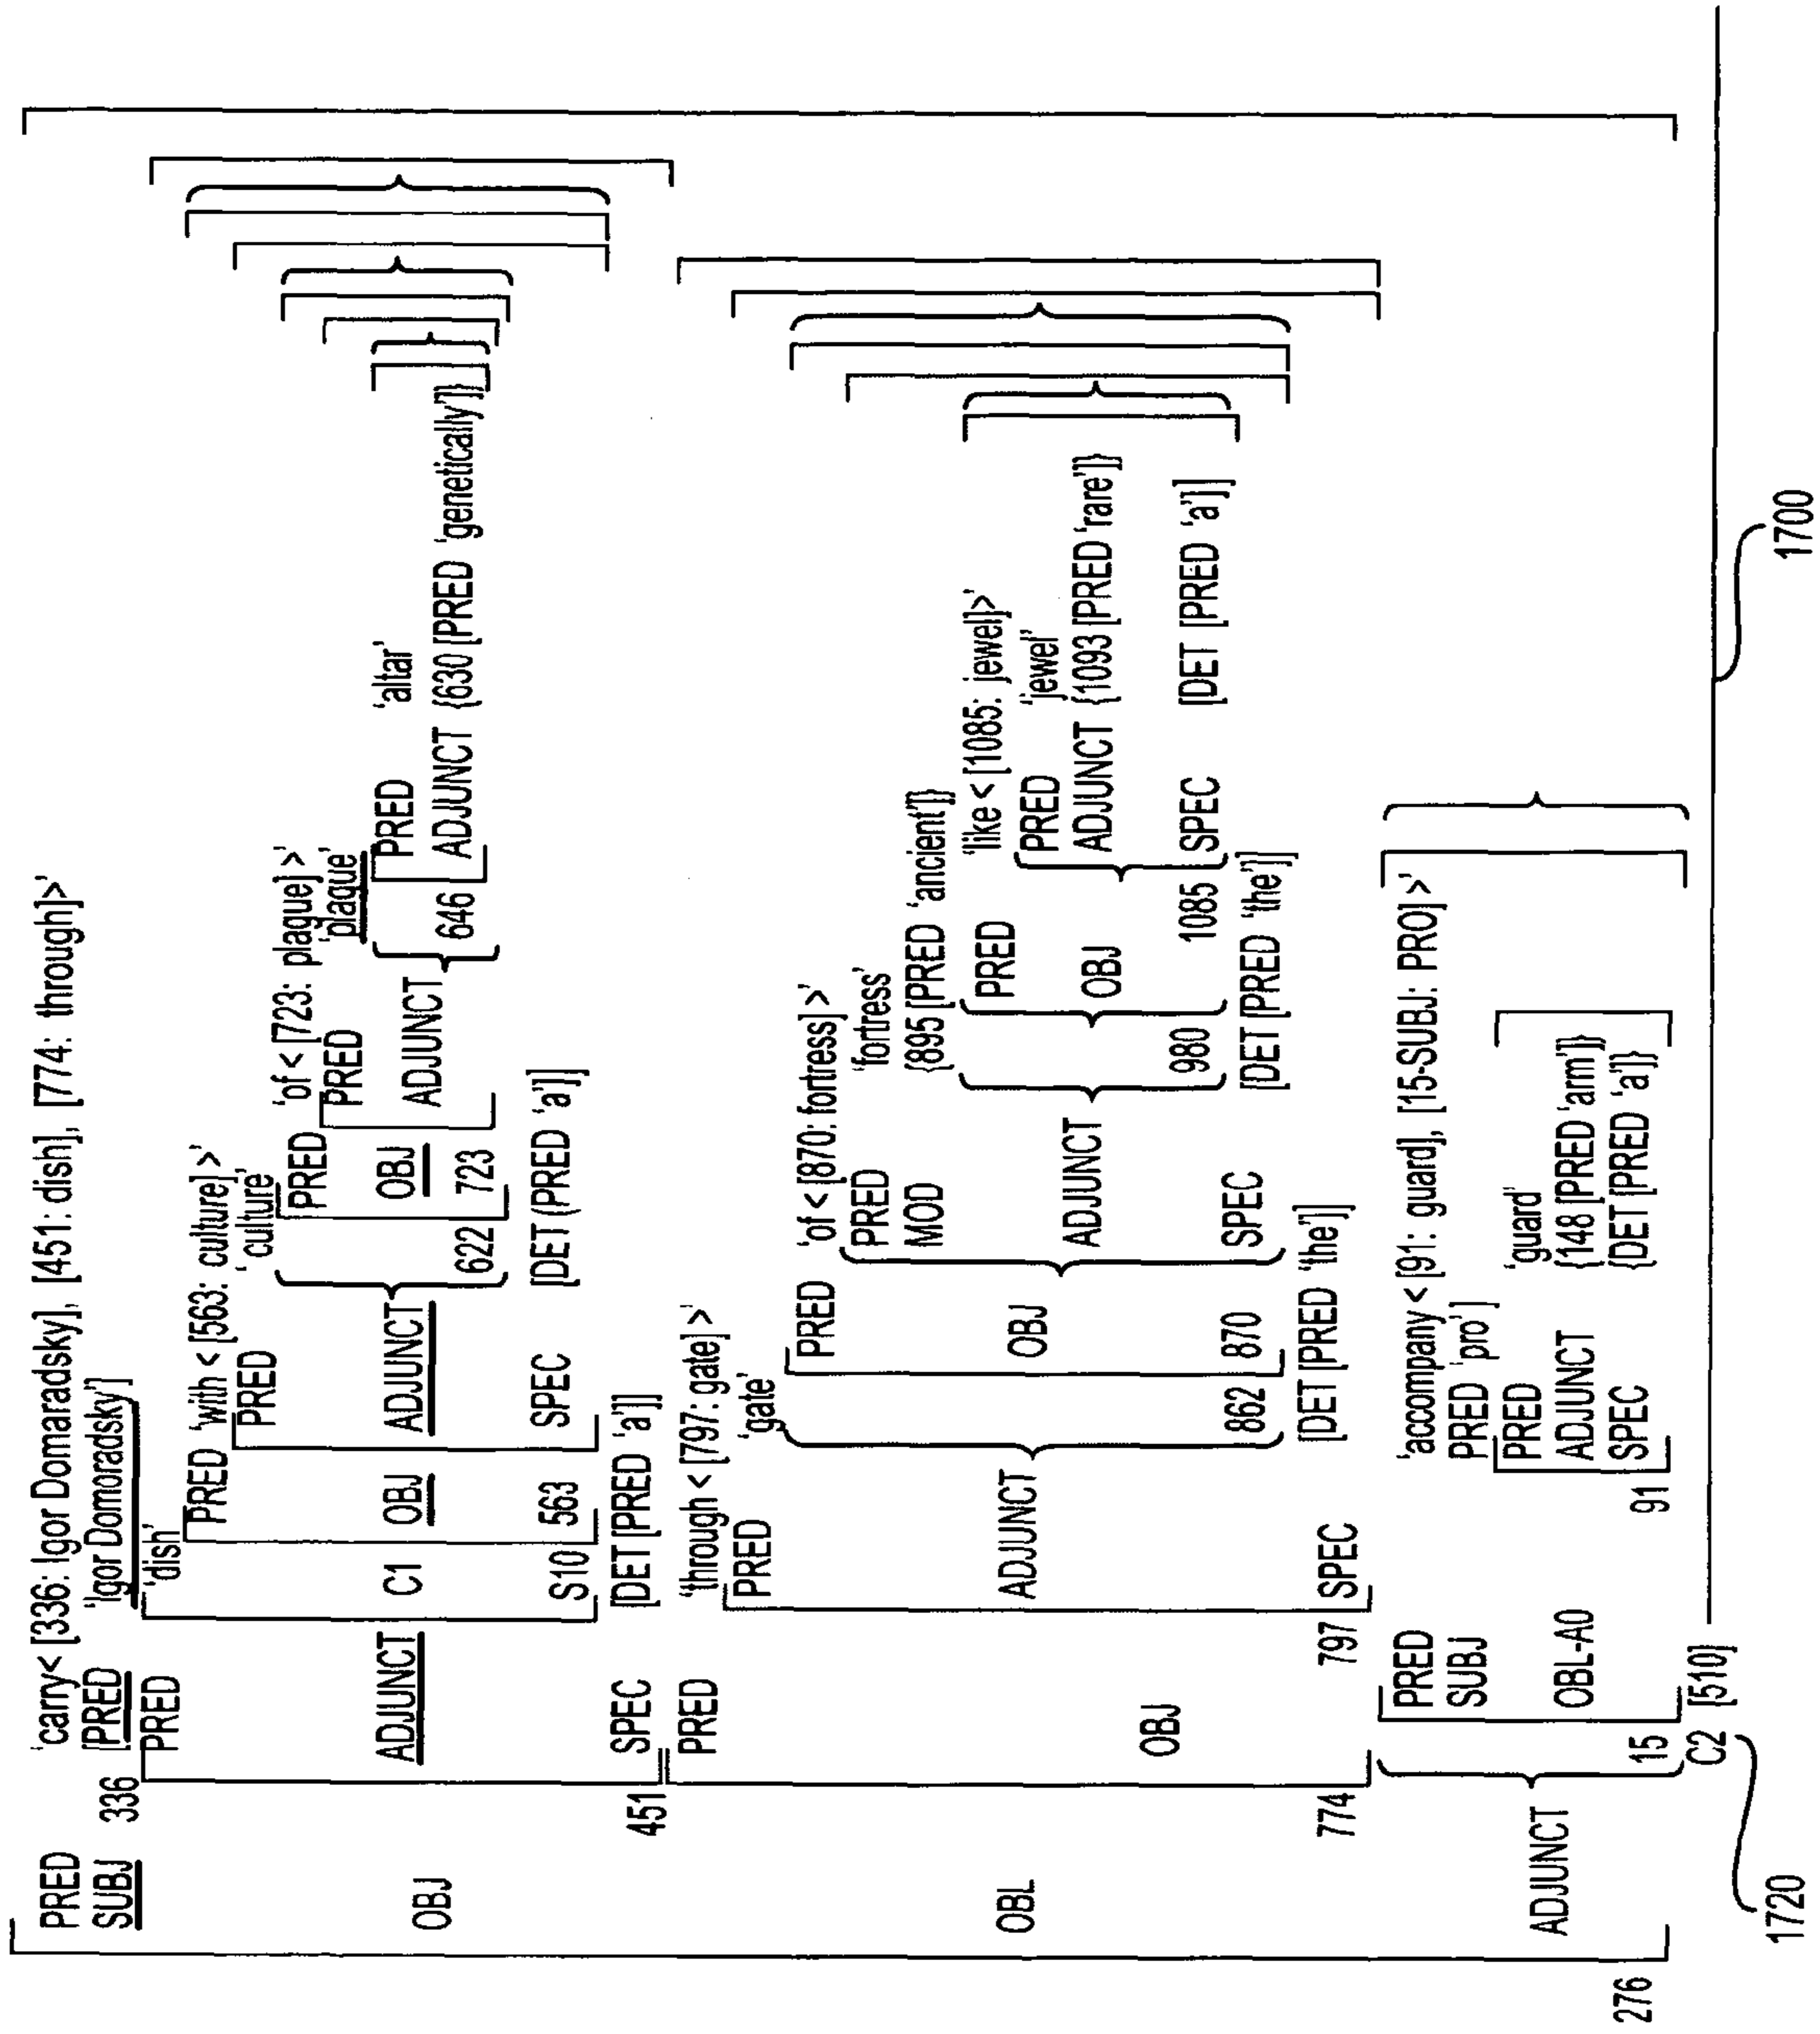 PRED 'carry< [336: Igor Domaradsky], [451: dish], [774: through]>'
SUBJ 336 [PRED 'Igor Domoradsky']
PRED 'dish'
PRED 'with < [563: culture] >'
PRED 'culture'
PRED 'of < [723: plague] >'
PRED 'plaque'
PRED 'altar'
OBJ ADJUNCT C1 OBJ ADJUNCT OBJ ADJUNCT 646 ADJUNCT {630 [PRED 'genetically']}
S10 563 622 723
SPEC [DET (PRED 'a']]
451 SPEC [DET [PRED 'a']]
PRED 'through < [797: gate] >'
PRED 'gate'
PRED 'of < [870: fortress] >'
PRED 'fortress'
MOD {895 [PRED 'ancient']}
PRED 'like < [1085: jewel]>'
PRED 'jewel'
OBL OBJ ADJUNCT OBJ ADJUNCT OBJ ADJUNCT {1093 [PRED 'rare']}
862 870 980 1085 SPEC [DET [PRED 'a']]
SPEC [DET [PRED 'the']]
774 797 SPEC [DET [PRED 'the']]
PRED 'accompany < [91: guard], [15-SUBJ: PRO] >'
SUBJ PRED 'pro' ]
PRED 'guard'
ADJUNCT OBL-A0 ADJUNCT {148 [PRED 'arm']}
276 15 91 SPEC {DET [PRED 'a']}
C2 [510]
1720
1700